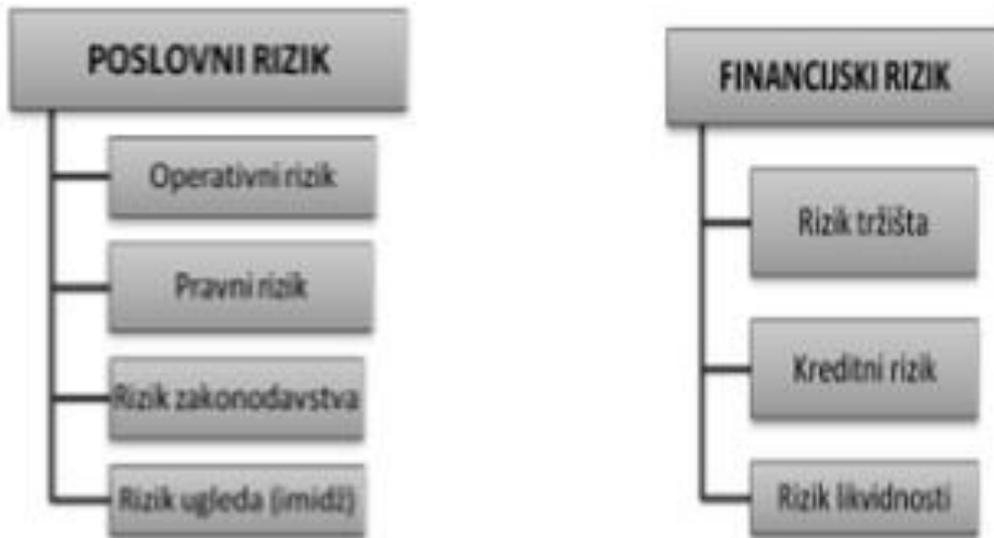 POSLOVNI RIZIK
Operativni rizik
Pravni rizik
Rizik zakonodavstva
Rizik ugleda (imidž)
FINANCIJSKI RIZIK
Rizik tržišta
Kreditni rizik
Rizik likvidnosti